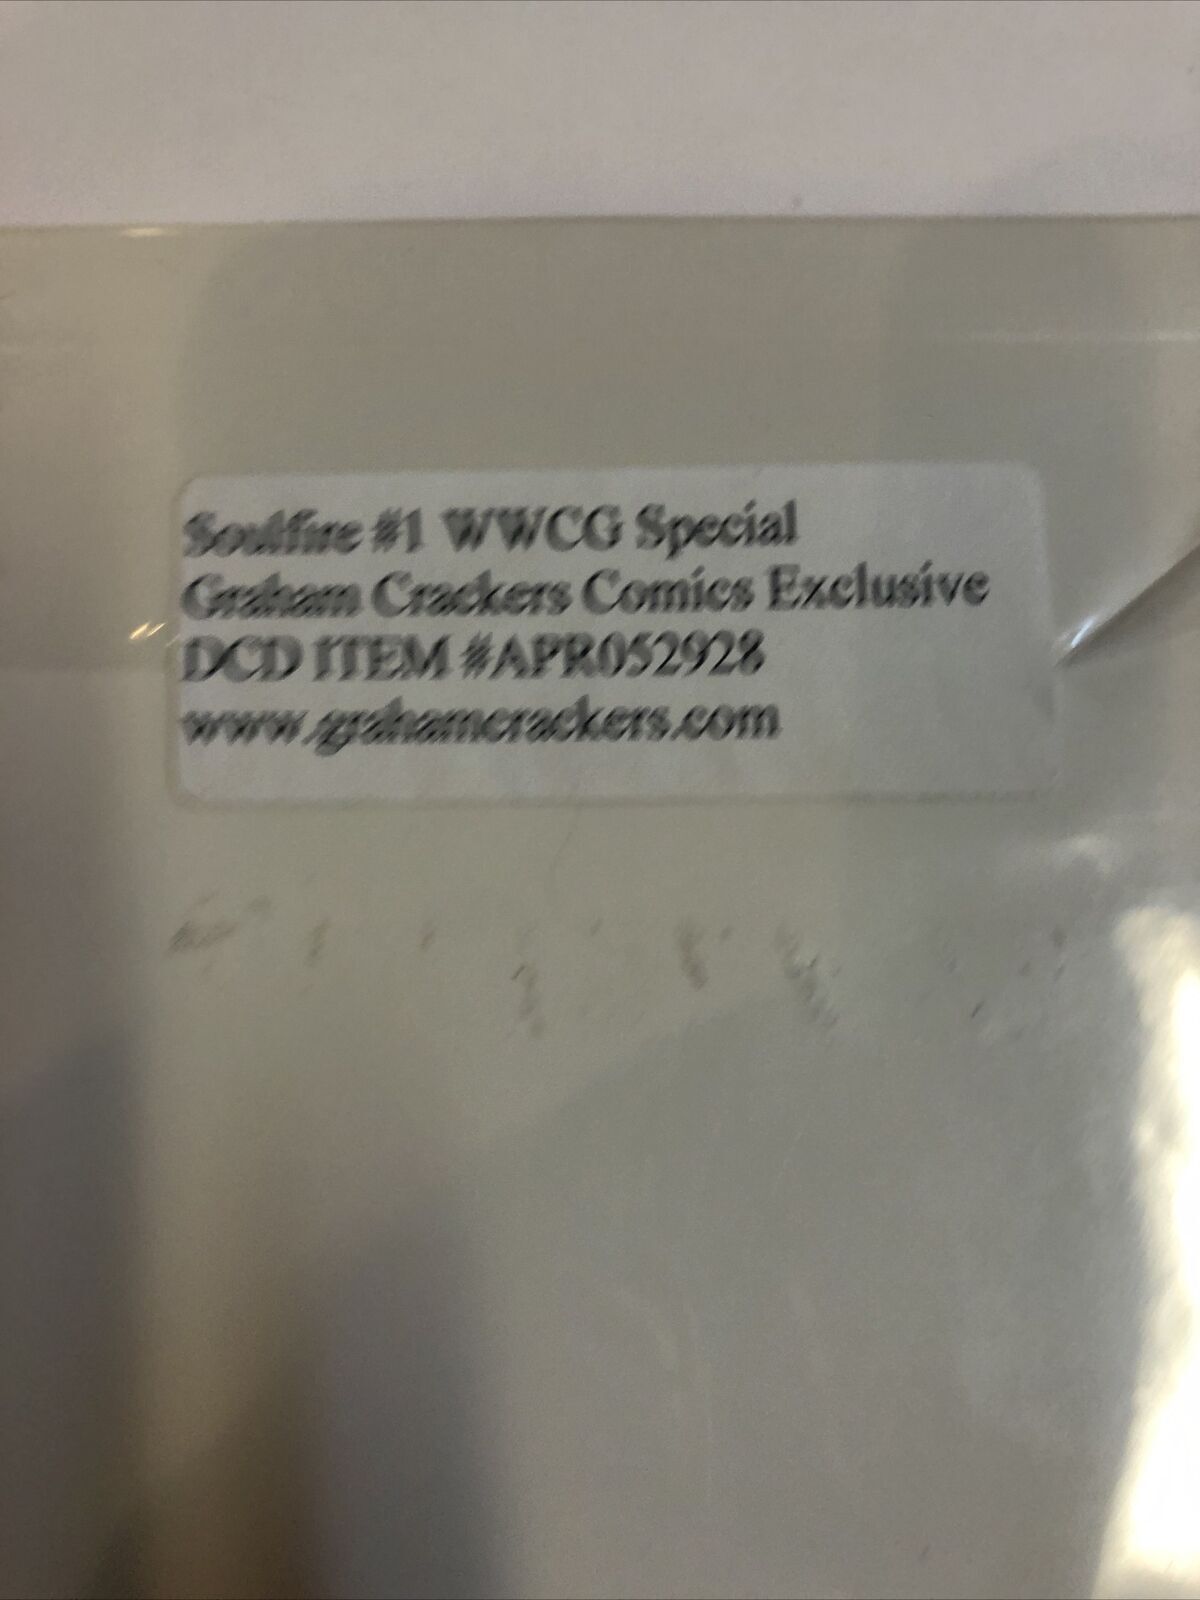 Soulfire #1 WWCG Special
Graham Crackers Comics Exclusive
DCD ITEM #APR052928
www.grahamcrackers.com